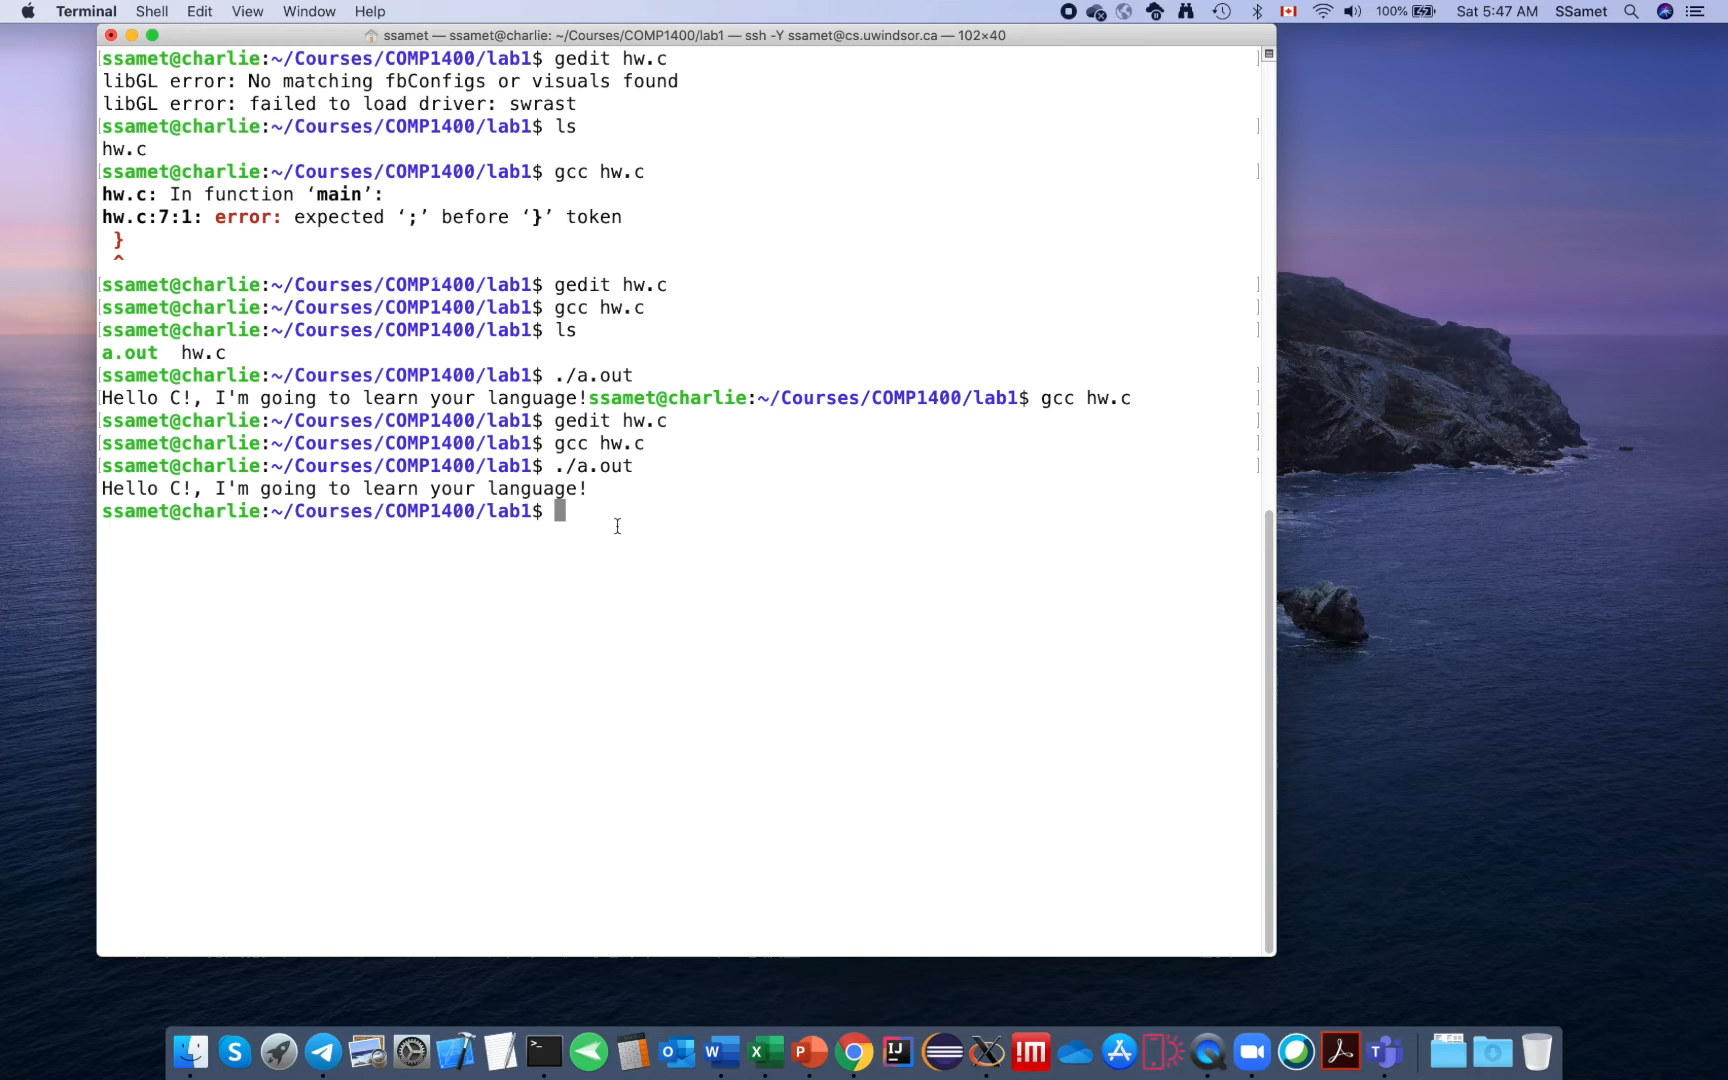 Terminal Shell Edit View Window Help 100% Sat 5:47 AM SSamet
ssamet — ssamet@charlie: ~/Courses/COMP1400/lab1 — ssh -Y ssamet@cs.uwindsor.ca — 102×40
ssamet@charlie:~/Courses/COMP1400/lab1$ gedit hw.c
libGL error: No matching fbConfigs or visuals found
libGL error: failed to load driver: swrast
ssamet@charlie:~/Courses/COMP1400/lab1$ ls
hw.c
ssamet@charlie:~/Courses/COMP1400/lab1$ gcc hw.c
hw.c: In function ‘main’:
hw.c:7:1: error: expected ‘;’ before ‘}’ token
}
^
ssamet@charlie:~/Courses/COMP1400/lab1$ gedit hw.c
ssamet@charlie:~/Courses/COMP1400/lab1$ gcc hw.c
ssamet@charlie:~/Courses/COMP1400/lab1$ ls
a.out hw.c
ssamet@charlie:~/Courses/COMP1400/lab1$ ./a.out
Hello C!, I'm going to learn your language!ssamet@charlie:~/Courses/COMP1400/lab1$ gcc hw.c
ssamet@charlie:~/Courses/COMP1400/lab1$ gedit hw.c
ssamet@charlie:~/Courses/COMP1400/lab1$ gcc hw.c
ssamet@charlie:~/Courses/COMP1400/lab1$ ./a.out
Hello C!, I'm going to learn your language!
ssamet@charlie:~/Courses/COMP1400/lab1$